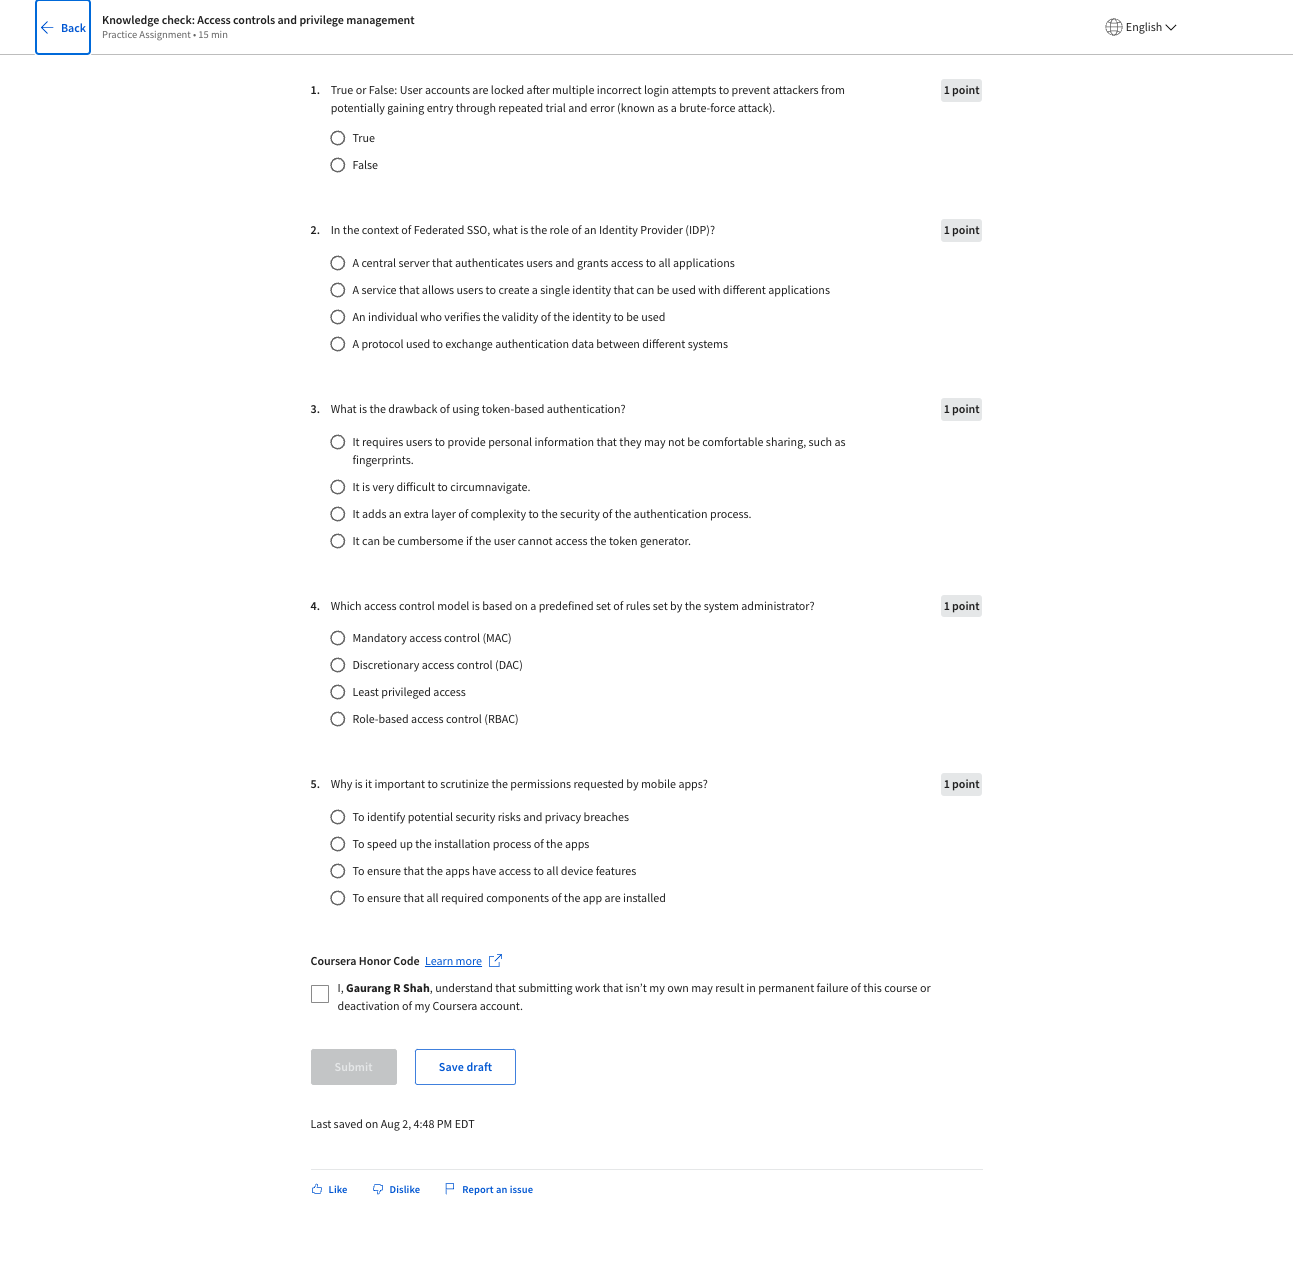 Back
Knowledge check: Access controls and privilege management
Practice Assignment • 15 min
English
1. True or False: User accounts are locked after multiple incorrect login attempts to prevent attackers from
potentially gaining entry through repeated trial and error (known as a brute-force attack).
1 point
True
False
2. In the context of Federated SSO, what is the role of an Identity Provider (IDP)?
1 point
A central server that authenticates users and grants access to all applications
A service that allows users to create a single identity that can be used with different applications
An individual who verifies the validity of the identity to be used
A protocol used to exchange authentication data between different systems
3. What is the drawback of using token-based authentication?
1 point
It requires users to provide personal information that they may not be comfortable sharing, such as
fingerprints.
It is very difficult to circumnavigate.
It adds an extra layer of complexity to the security of the authentication process.
It can be cumbersome if the user cannot access the token generator.
4. Which access control model is based on a predefined set of rules set by the system administrator?
1 point
Mandatory access control (MAC)
Discretionary access control (DAC)
Least privileged access
Role-based access control (RBAC)
5. Why is it important to scrutinize the permissions requested by mobile apps?
1 point
To identify potential security risks and privacy breaches
To speed up the installation process of the apps
To ensure that the apps have access to all device features
To ensure that all required components of the app are installed
Coursera Honor Code Learn more
I, Gaurang R Shah, understand that submitting work that isn't my own may result in permanent failure of this course or
deactivation of my Coursera account.
Submit
Save draft
Last saved on Aug 2, 4:48 PM EDT
Like
Dislike
Report an issue